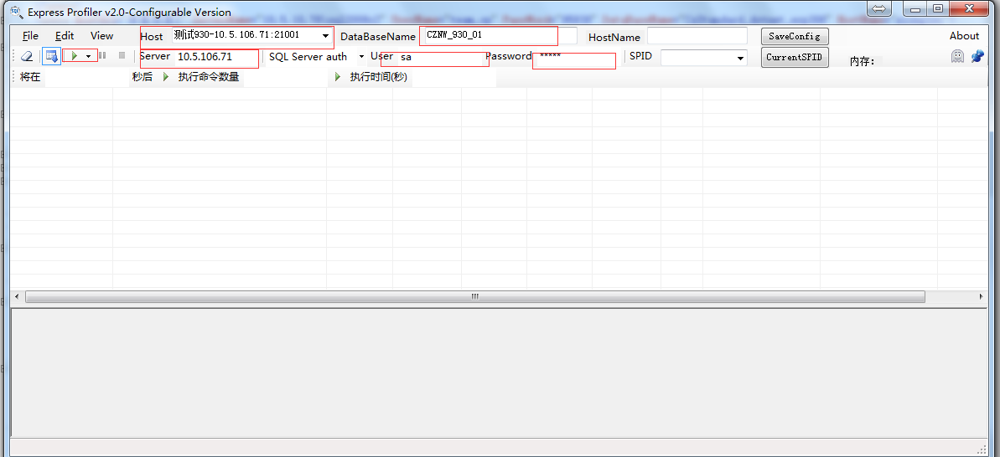 Express Profiler v2.0-Configurable Version
File Edit View Host 测试930-10.5.106.71:21001 DataBaseName CZNW_930_01 HostName SaveConfig About
Server 10.5.106.71 SQL Server auth User sa Password ***** SPID CurrentSPID 内存:
将在 秒后 执行命令数量 执行时间(秒)